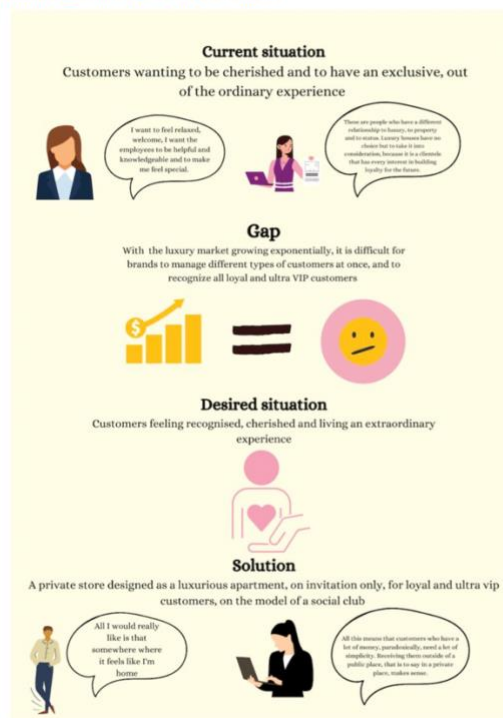 Current situation
Customers wanting to be cherished and to have an exclusive, out
of the ordinary experience
I want to feel relaxed,
welcome, I want the
employees to be helpful and
knowledgeable and to make
me feel special.
These are people who have a different
relationship to luxury, to property
and to status. Luxury houses have no
choice but to take it into
consideration, because it is a clientele
that has every interest in building
loyalty for the future.
Gap
With the luxury market growing exponentially, it is difficult for
brands to manage different types of customers at once, and to
recognize all loyal and ultra VIP customers
$
Desired situation
Customers feeling recognised, cherished and living an extraordinary
experience
Solution
A private store designed as a luxurious apartment, on invitation only, for loyal and ultra vip
customers, on the model of a social club
All I would really
like is that
somewhere where
it feels like I'm
home
All this means that customers who have a
lot of money, paradoxically, need a lot of
simplicity. Receiving them outside of a
public place, that is to say in a private
place, makes sense.